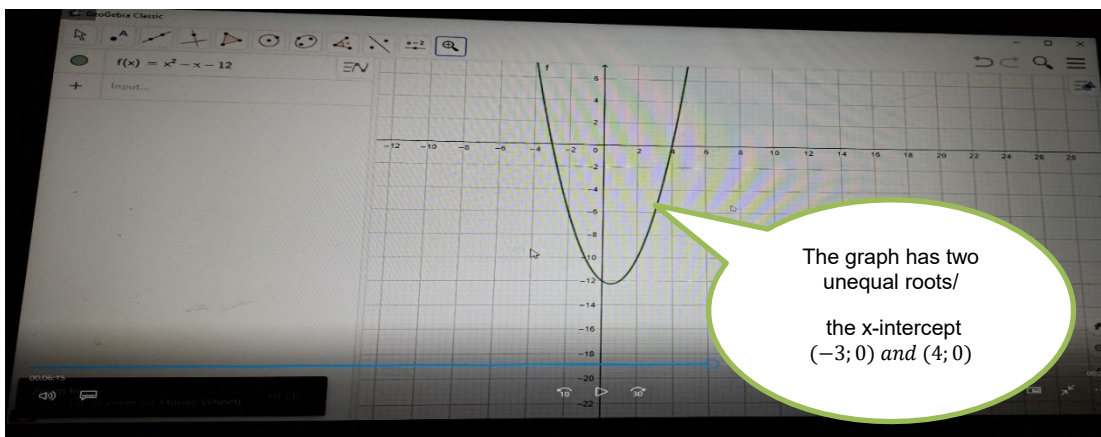 GeoGebra Classic
f(x) = x² − x − 12
Input...
f
6
4
2
−12 −10 −8 −6 −4 −2 0 2 4 6 8 10 12 14 16 18 20 22 24 26 28
−2
−4
−6
−8
−10
−12
−14
−16
−18
−20
−22
The graph has two
unequal roots/
the x-intercept
(−3; 0) and (4; 0)
00:06:15
10
30